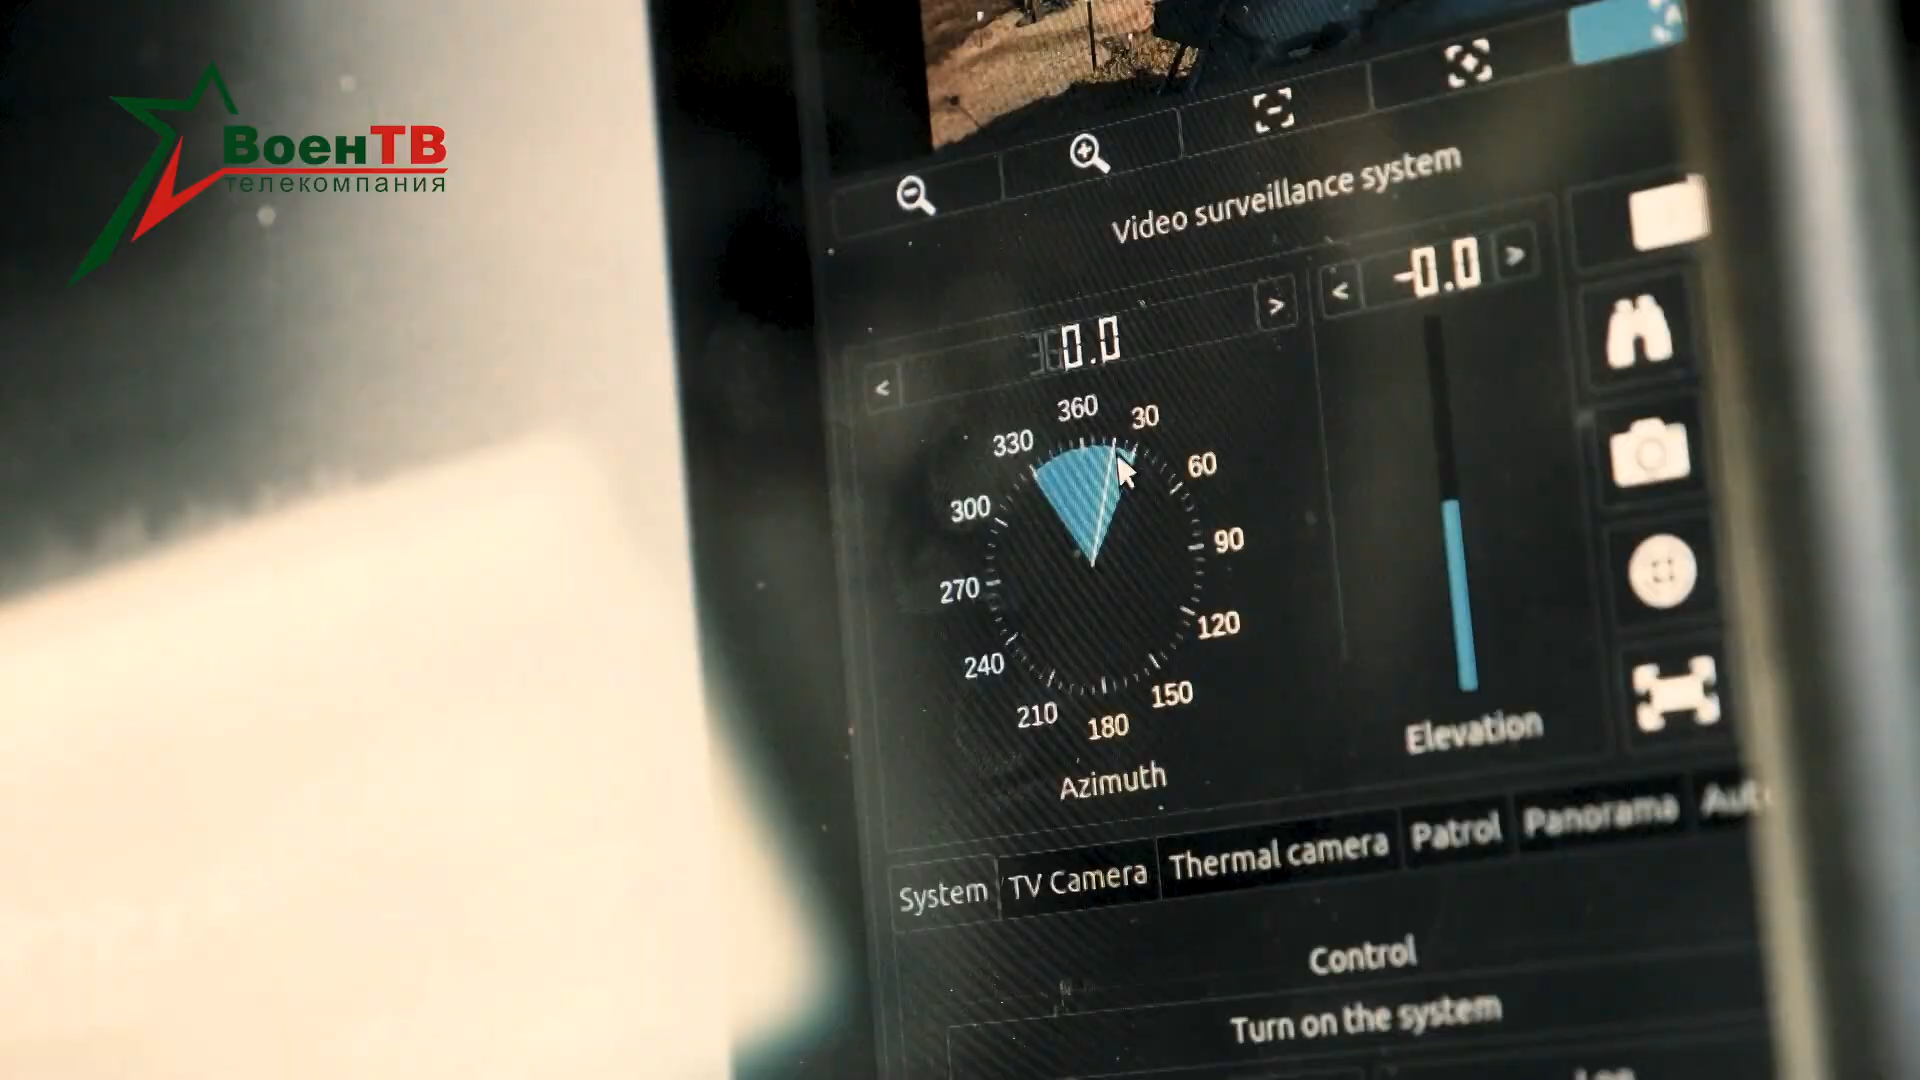 ВоенТВ
телекомпания
Video surveillance system
< 0.0 >
< -0.0 >
360
30
330
60
300
90
270
120
240
150
210
180
Azimuth
Elevation
System TV Camera Thermal camera Patrol Panorama
Control
Turn on the system